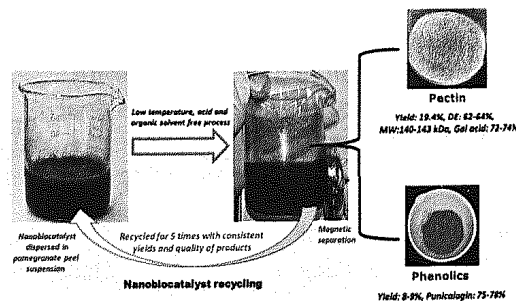 Low temperature, acid and
organic solvent free process
Nanobiocatalyst
dispersed in
pomegranate peel
suspension
Recycled for 5 times with consistent
yields and quality of products
Nanobiocatalyst recycling
Magnetic
separation
Pectin
Yield: 19.4%, DE: 62-64%,
MW:140-143 kDa, Gal acid: 72-74%
Phenolics
Yield: 8-9%, Punicalagin: 75-78%